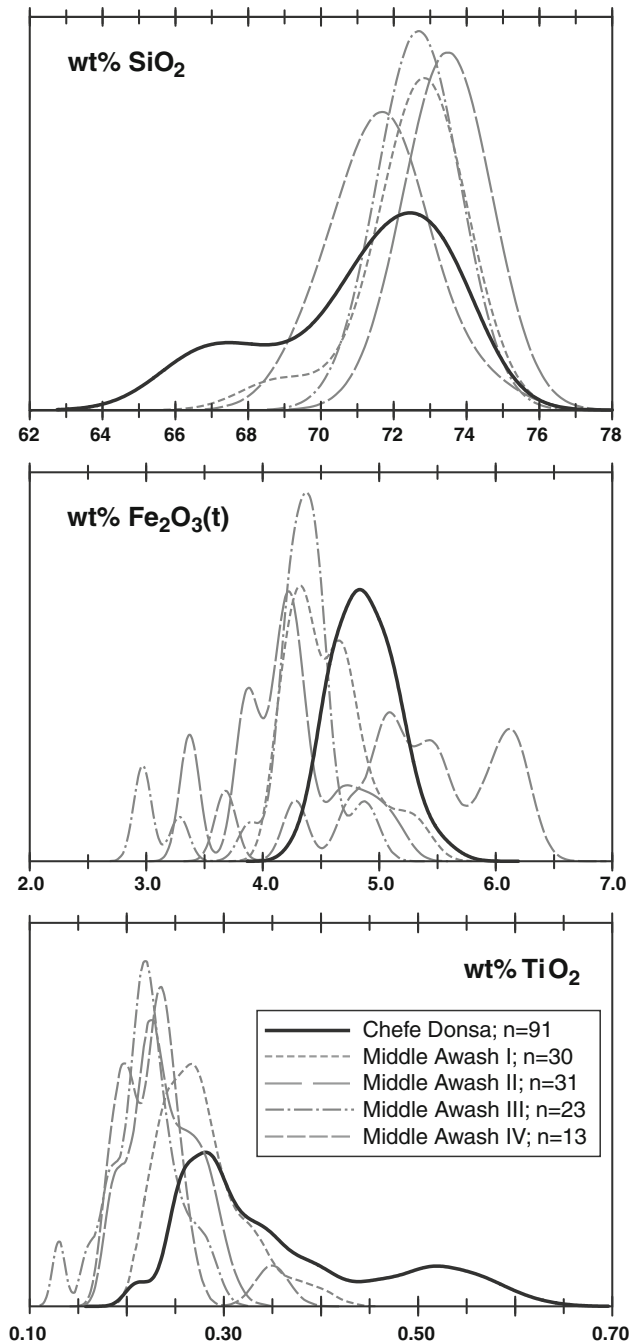 wt% SiO2
62 64 66 68 70 72 74 76 78
wt% Fe2O3(t)
2.0 3.0 4.0 5.0 6.0 7.0
wt% TiO2
Chefe Donsa; n=91
Middle Awash I; n=30
Middle Awash II; n=31
Middle Awash III; n=23
Middle Awash IV; n=13
0.10 0.30 0.50 0.70